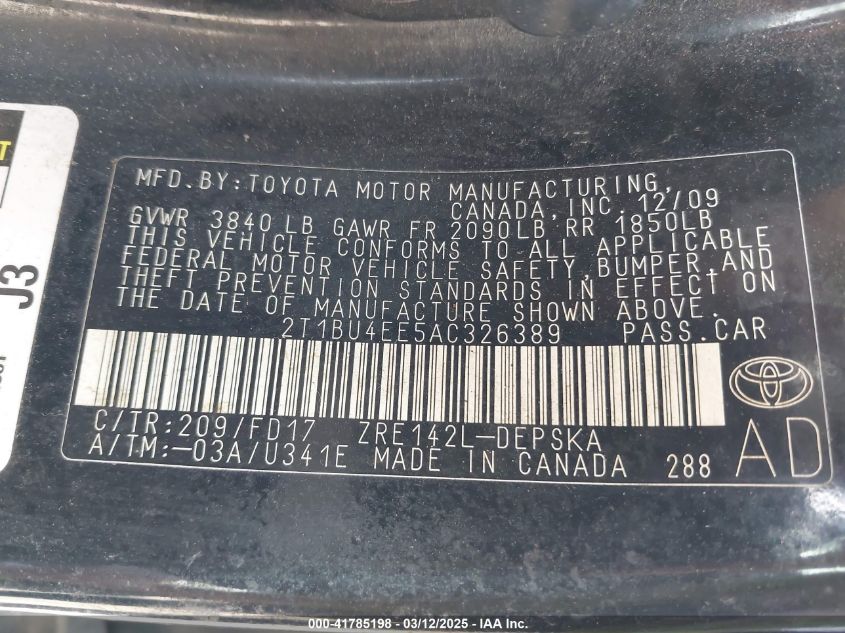 MFD.BY:TOYOTA MOTOR MANUFACTURING,
CANADA,INC. 12/09
GVWR 3840 LB GAWR FR 2090LB RR 1850LB
THIS VEHICLE CONFORMS TO ALL APPLICABLE
FEDERAL MOTOR VEHICLE SAFETY,BUMPER,AND
THEFT PREVENTION STANDARDS IN EFFECT ON
THE DATE OF MANUFACTURE SHOWN ABOVE.
2T1BU4EE5AC326389 PASS.CAR
C/TR:209/FD17 ZRE142L-DEPSKA
A/TM:-03A/U341E MADE IN CANADA 288
AD
J3
000-41785198 - 03/12/2025 - IAA Inc.